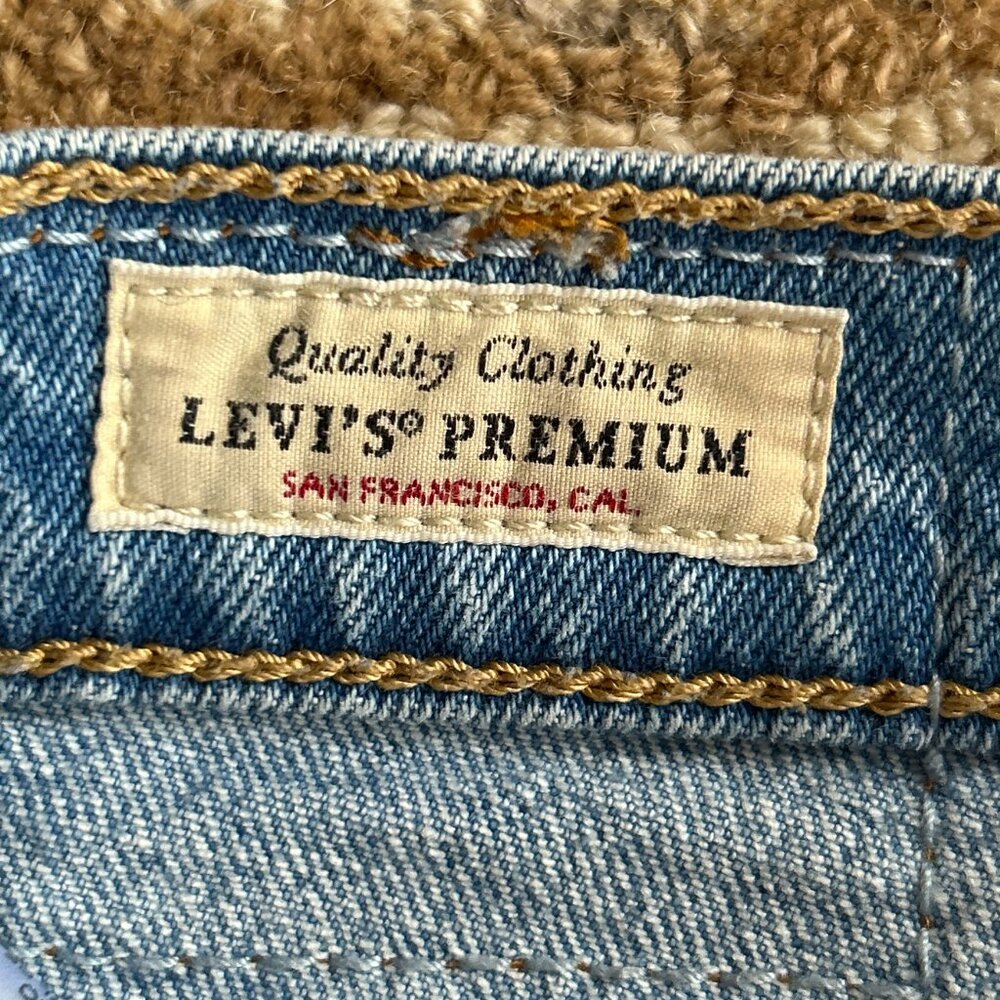 Quality Clothing
LEVI'S® PREMIUM
SAN FRANCISCO, CAL.